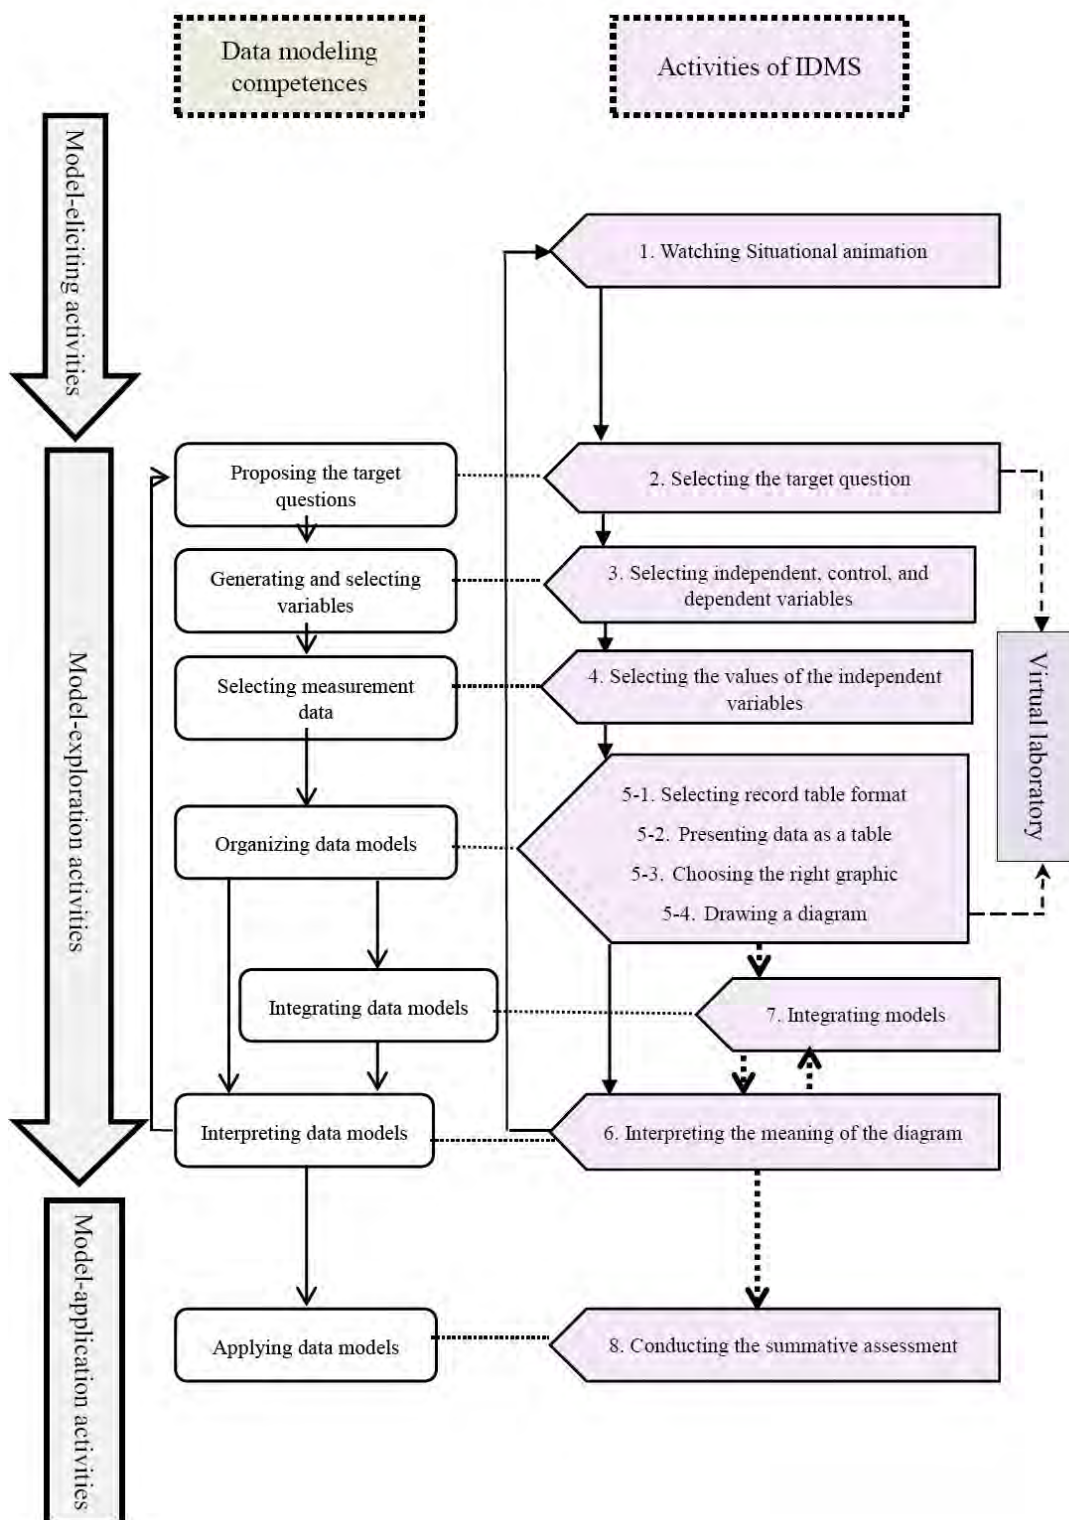 Data modeling
competences
Activities of IDMS
Model-eliciting activities
1. Watching Situational animation
Model-exploration activities
Proposing the target
questions
2. Selecting the target question
Generating and selecting
variables
3. Selecting independent, control, and
dependent variables
Selecting measurement
data
4. Selecting the values of the independent
variables
Virtual laboratory
Organizing data models
5-1. Selecting record table format
5-2. Presenting data as a table
5-3. Choosing the right graphic
5-4. Drawing a diagram
Integrating data models
7. Integrating models
Interpreting data models
6. Interpreting the meaning of the diagram
Model-application activities
Applying data models
8. Conducting the summative assessment